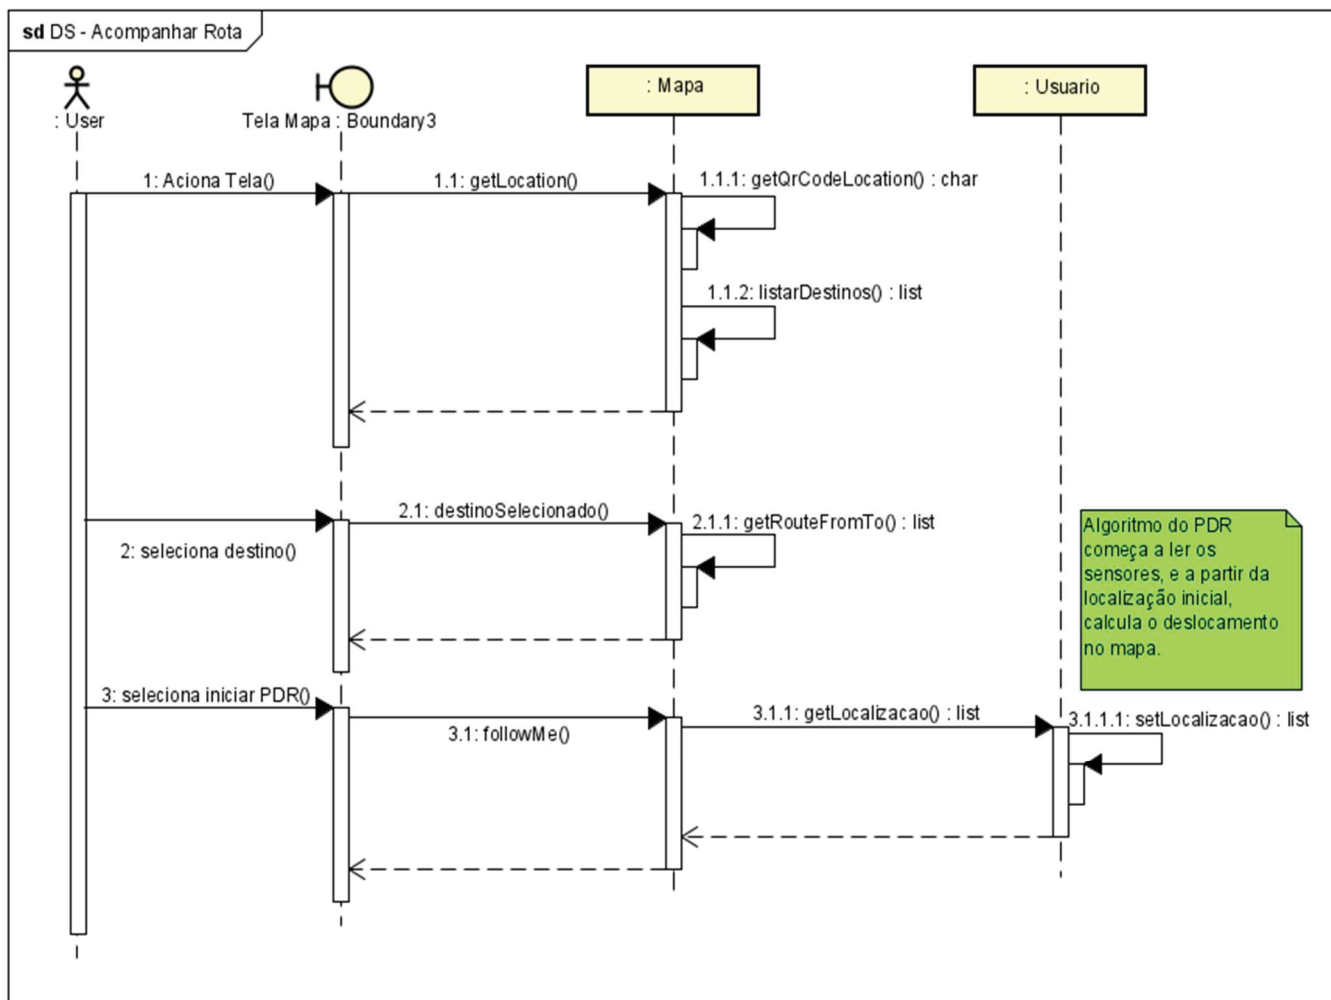 sd DS - Acompanhar Rota
: User
Tela Mapa : Boundary3
: Mapa
: Usuario
1: Aciona Tela()
1.1: getLocation()
1.1.1: getQrCodeLocation() : char
1.1.2: listarDestinos() : list
2: seleciona destino()
2.1: destinoSelecionado()
2.1.1: getRouteFromTo() : list
Algoritmo do PDR
começa a ler os
sensores, e a partir da
localização inicial,
calcula o deslocamento
no mapa.
3: seleciona iniciar PDR()
3.1: followMe()
3.1.1: getLocalizacao() : list
3.1.1.1: setLocalizacao() : list